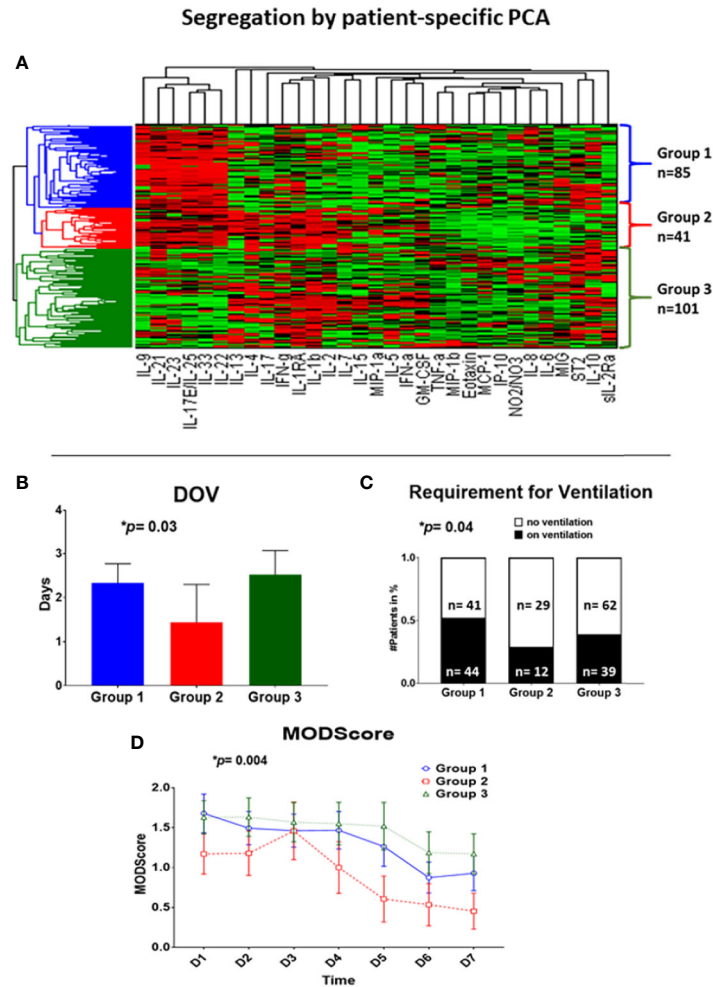 Segregation by patient-specific PCA
A
Group 1
n=85
Group 2
n=41
Group 3
n=101
IL-9
IL-21
IL-23
IL-17E/IL-25
IL-33
IL-22
IL-13
IL-4
IL-17
IFN-g
IL-1RA
IL-1b
IL-2
IL-7
IL-15
MIP-1a
IL-5
IFN-a
GM-CSF
TNF-a
MIP-1b
Eotaxin
MCP-1
IP-10
NO2/NO3
IL-8
IL-6
MIG
ST2
IL-10
sIL-2Ra
B
DOV
*p= 0.03
Days
4
3
2
1
0
Group 1 Group 2 Group 3
C
Requirement for Ventilation
*p= 0.04
no ventilation
on ventilation
#Patients in %
1.0
0.5
0.0
n= 41 n= 29 n= 62
n= 44 n= 12 n= 39
Group 1 Group 2 Group 3
D
MODScore
*p= 0.004
Group 1
Group 2
Group 3
MODScore
2.0
1.5
1.0
0.5
0.0
D1 D2 D3 D4 D5 D6 D7
Time